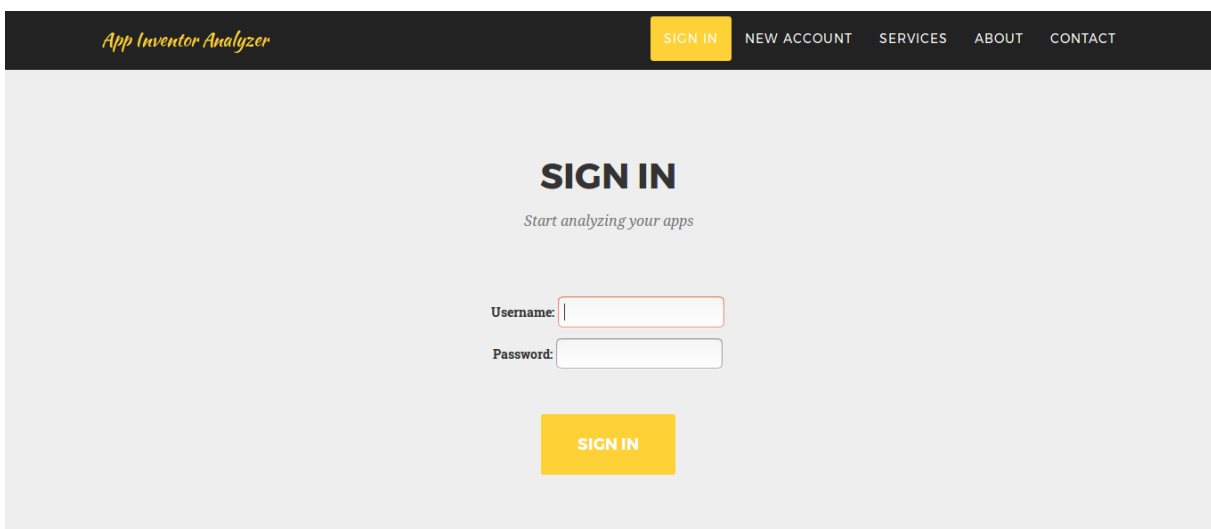 App Inventor Analyzer SIGN IN NEW ACCOUNT SERVICES ABOUT CONTACT
SIGN IN
Start analyzing your apps
Username:
Password:
SIGN IN